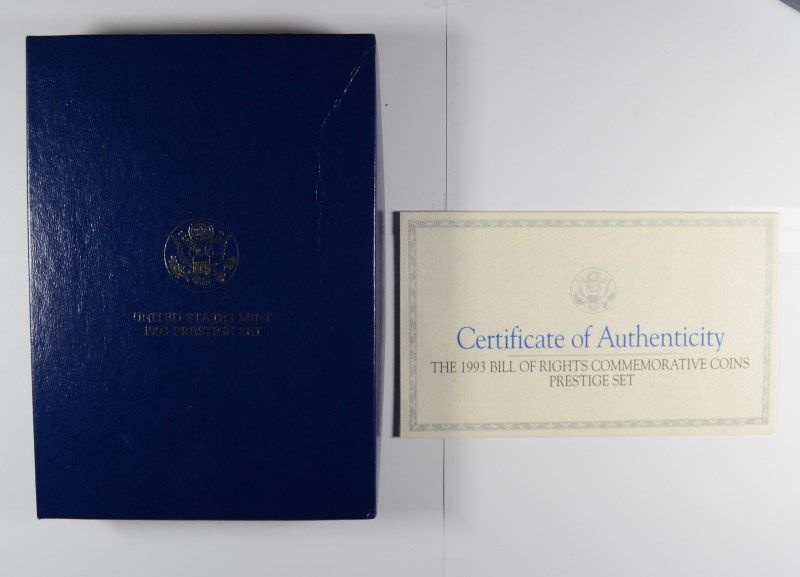 UNITED STATES MINT
1993 PRESTIGE SET
Certificate of Authenticity
THE 1993 BILL OF RIGHTS COMMEMORATIVE COINS
PRESTIGE SET